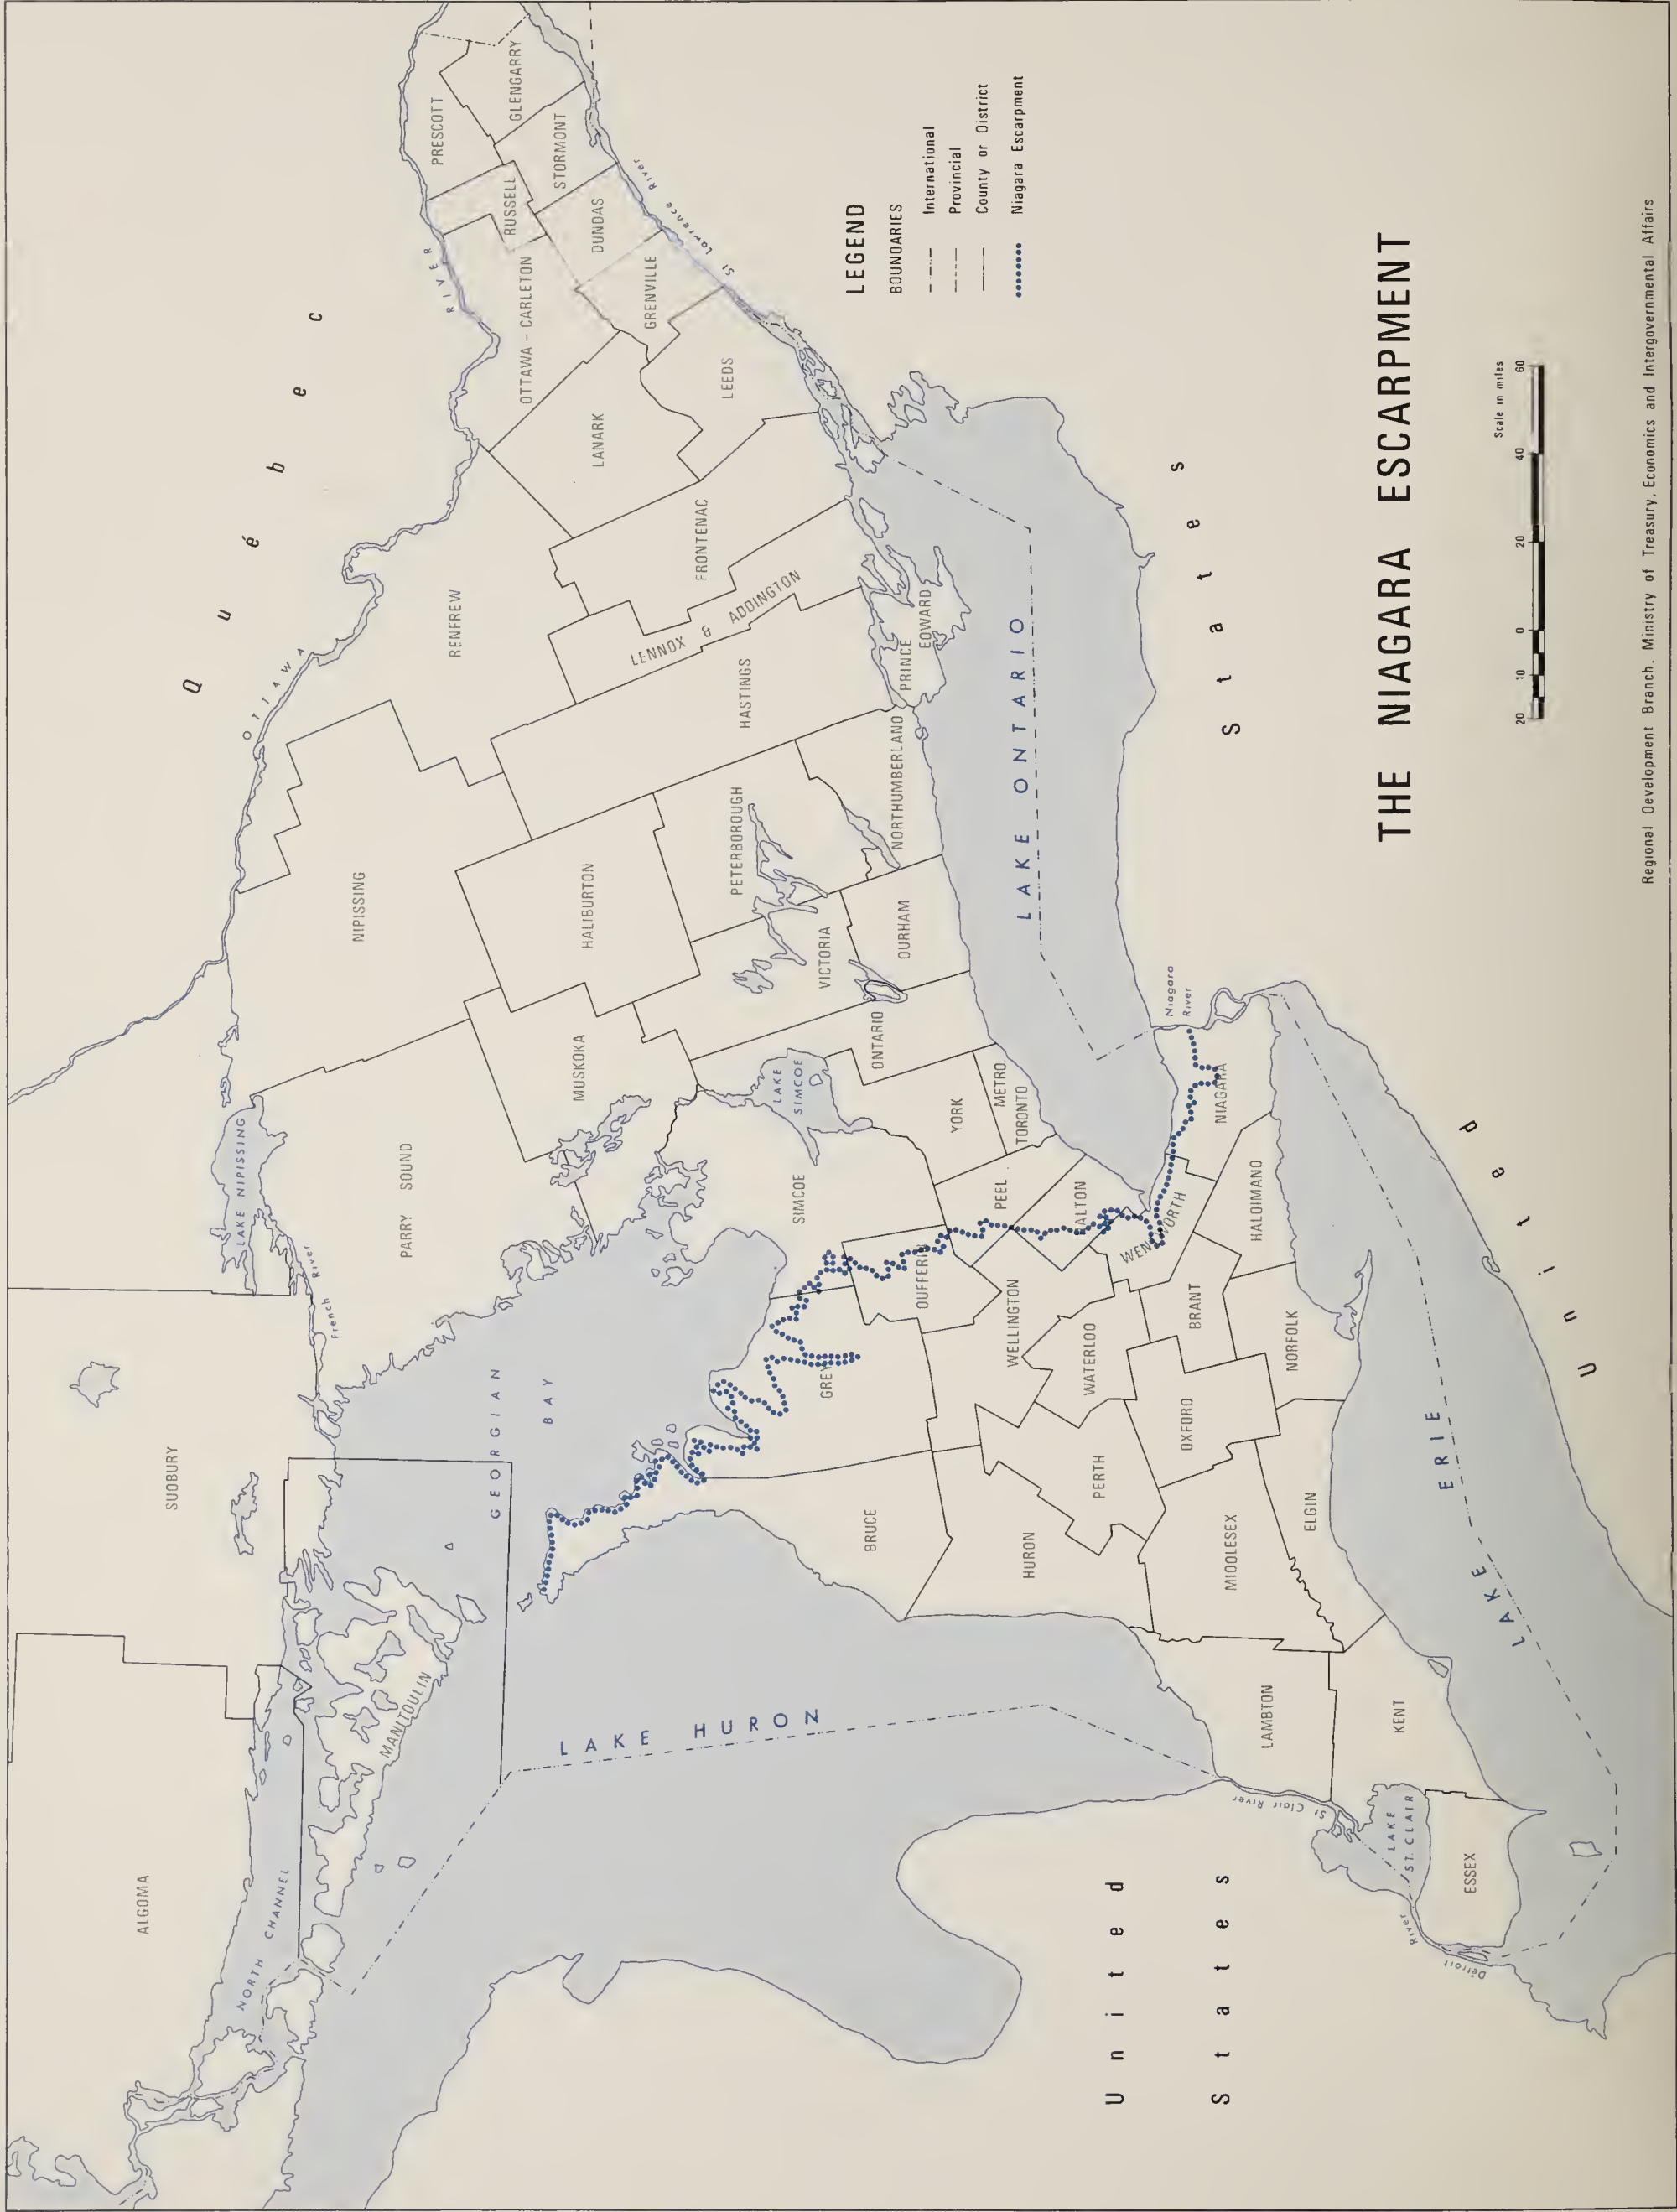 THE NIAGARA ESCARPMENT
Scale in miles
20 10 0 20 40 60
Regional Development Branch, Ministry of Treasury, Economics and Intergovernmental Affairs
LEGEND
BOUNDARIES
International
Provincial
County or District
Niagara Escarpment
Québec
OTTAWA RIVER
PRESCOTT
GLENGARRY
RUSSELL
STORMONT
DUNDAS
OTTAWA – CARLETON
GRENVILLE
LANARK
LEEDS
St Lawrence River
RENFREW
FRONTENAC
LENNOX & ADDINGTON
HASTINGS
PRINCE EDWARD
NIPISSING
HALIBURTON
PETERBOROUGH
NORTHUMBERLAND
VICTORIA
DURHAM
ONTARIO
MUSKOKA
LAKE SIMCOE
YORK
METRO TORONTO
LAKE ONTARIO
LAKE NIPISSING
PARRY SOUND
French River
SIMCOE
PEEL
HALTON
WENTWORTH
NIAGARA
Niagara River
HALDIMAND
DUFFERIN
WELLINGTON
WATERLOO
BRANT
NORFOLK
GREY
SUDBURY
GEORGIAN BAY
BRUCE
HURON
PERTH
OXFORD
MIDDLESEX
ELGIN
LAMBTON
KENT
ESSEX
MANITOULIN
ALGOMA
NORTH CHANNEL
LAKE HURON
LAKE ERIE
St Clair River
LAKE ST. CLAIR
Detroit River
United States
United States